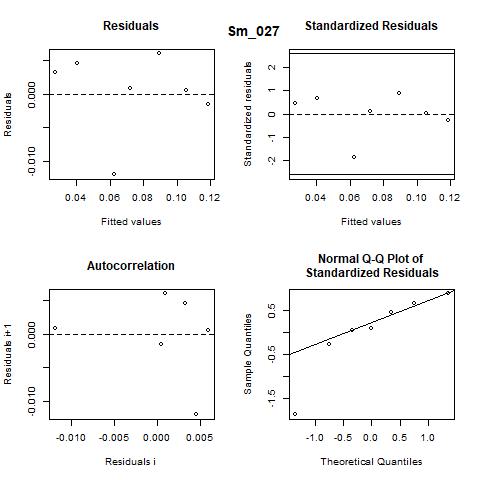 Sm_027
Residuals
Residuals
0.000
-0.010
0.04 0.06 0.08 0.10 0.12
Fitted values
Standardized Residuals
Standardized residuals
2
1
0
-1
-2
0.04 0.06 0.08 0.10 0.12
Fitted values
Autocorrelation
Residuals i+1
0.000
-0.010
-0.010 -0.005 0.000 0.005
Residuals i
Normal Q-Q Plot of
Standardized Residuals
Sample Quantiles
0.5
-0.5
-1.5
-1.0 -0.5 0.0 0.5 1.0
Theoretical Quantiles